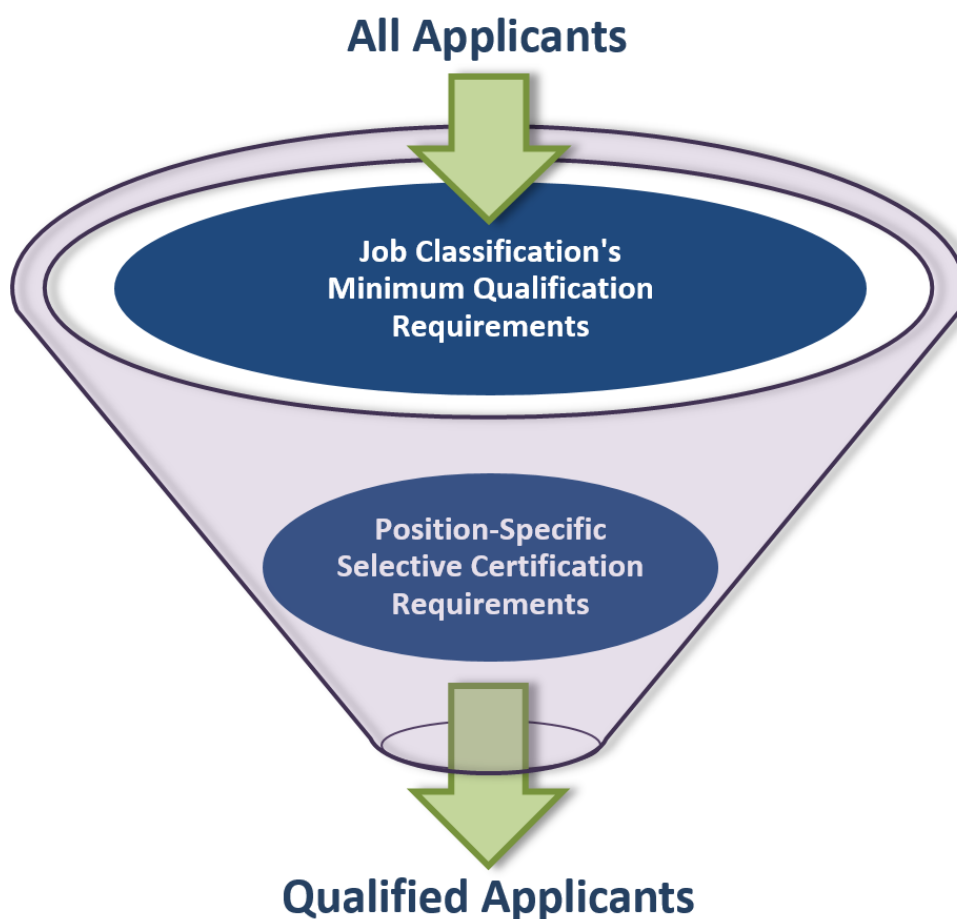 All Applicants
Job Classification's
Minimum Qualification
Requirements
Position-Specific
Selective Certification
Requirements
Qualified Applicants